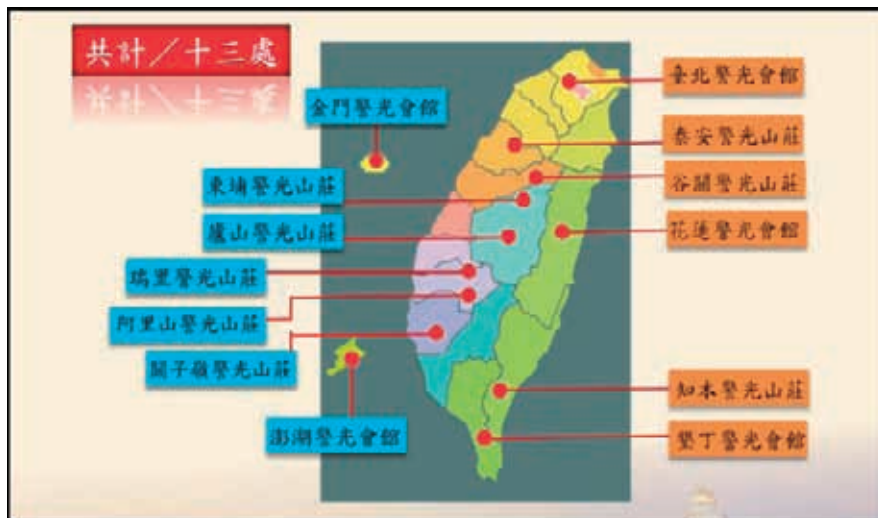 共計／十三處
金門警光會館
東埔警光山莊
廬山警光山莊
瑞里警光山莊
阿里山警光山莊
關子嶺警光山莊
澎湖警光會館
臺北警光會館
泰安警光山莊
谷關警光山莊
花蓮警光會館
知本警光山莊
墾丁警光會館